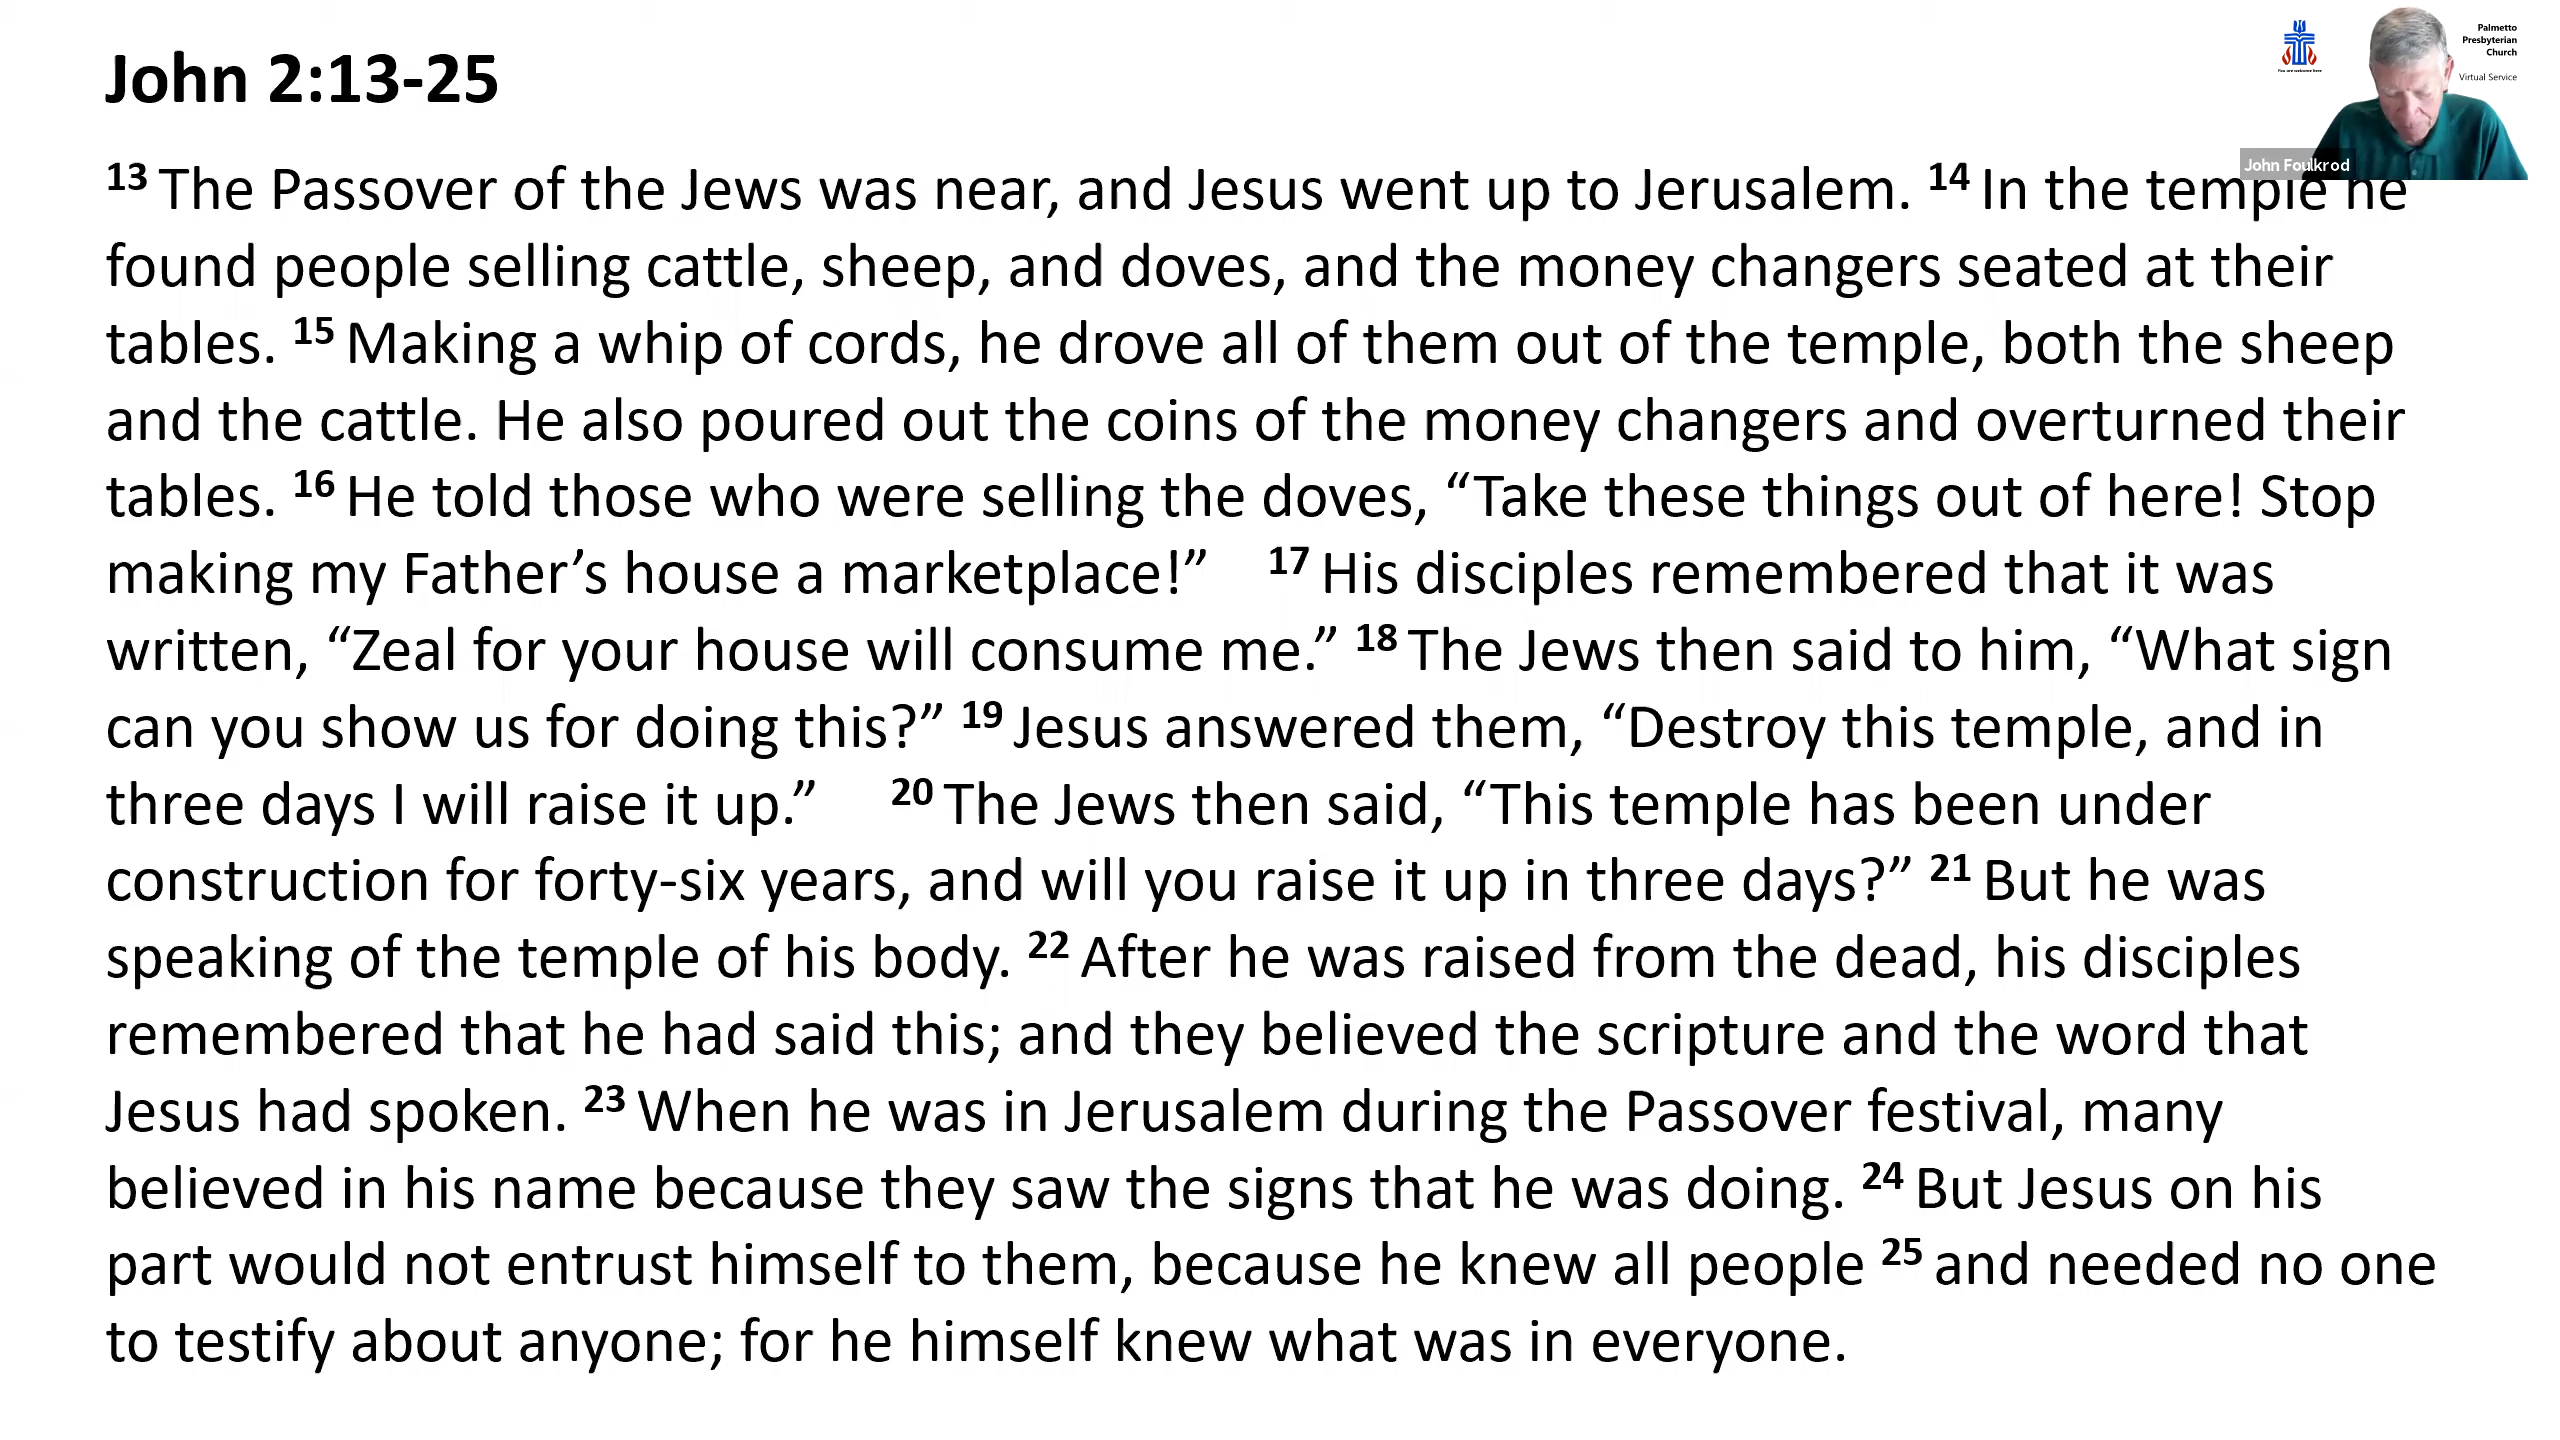 John 2:13-25
Palmetto
Presbyterian
Church
Virtual Service
You are welcome here
John Foulkrod
13 The Passover of the Jews was near, and Jesus went up to Jerusalem. 14 In the temple he
found people selling cattle, sheep, and doves, and the money changers seated at their
tables. 15 Making a whip of cords, he drove all of them out of the temple, both the sheep
and the cattle. He also poured out the coins of the money changers and overturned their
tables. 16 He told those who were selling the doves, “Take these things out of here! Stop
making my Father’s house a marketplace!” 17 His disciples remembered that it was
written, “Zeal for your house will consume me.” 18 The Jews then said to him, “What sign
can you show us for doing this?” 19 Jesus answered them, “Destroy this temple, and in
three days I will raise it up.” 20 The Jews then said, “This temple has been under
construction for forty-six years, and will you raise it up in three days?” 21 But he was
speaking of the temple of his body. 22 After he was raised from the dead, his disciples
remembered that he had said this; and they believed the scripture and the word that
Jesus had spoken. 23 When he was in Jerusalem during the Passover festival, many
believed in his name because they saw the signs that he was doing. 24 But Jesus on his
part would not entrust himself to them, because he knew all people 25 and needed no one
to testify about anyone; for he himself knew what was in everyone.